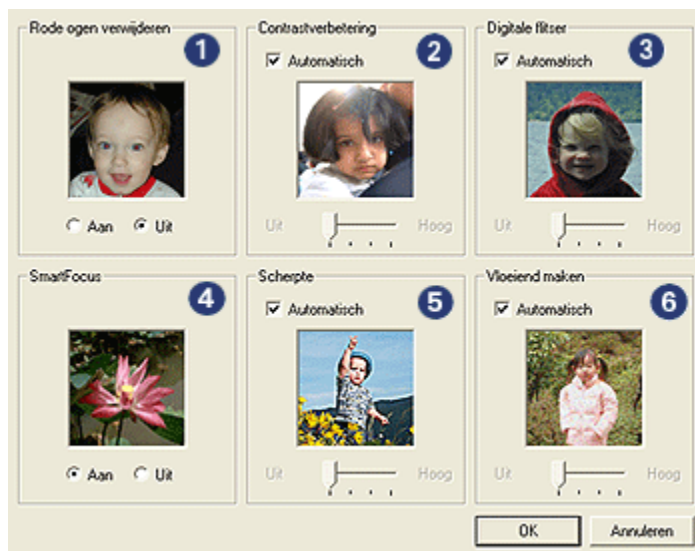 Rode ogen verwijderen
1
Aan
Uit
Contrastverbetering
2
Automatisch
Uit
Hoog
Digitale flitser
3
Automatisch
Uit
Hoog
SmartFocus
4
Aan
Uit
Scherpte
5
Automatisch
Uit
Hoog
Vloeiend maken
6
Automatisch
Uit
Hoog
OK
Annuleren